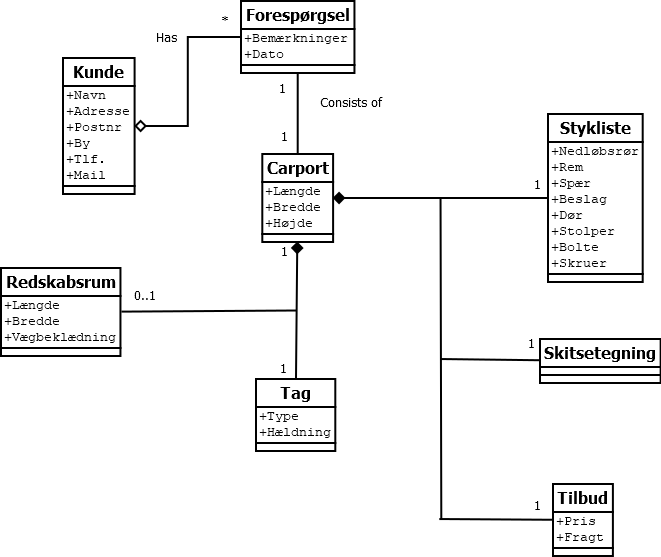 Forespørgsel
+Bemærkninger
+Dato
*
Has
Kunde
+Navn
+Adresse
+Postnr
+By
+Tlf.
+Mail
1
Consists of
1
Carport
+Længde
+Bredde
+Højde
1
Stykliste
+Nedløbsrør
+Rem
+Spær
+Beslag
+Dør
+Stolper
+Bolte
+Skruer
1
Redskabsrum
+Længde
+Bredde
+Vægbeklædning
0..1
1
Tag
+Type
+Hældning
1
Skitsetegning
1
Tilbud
+Pris
+Fragt